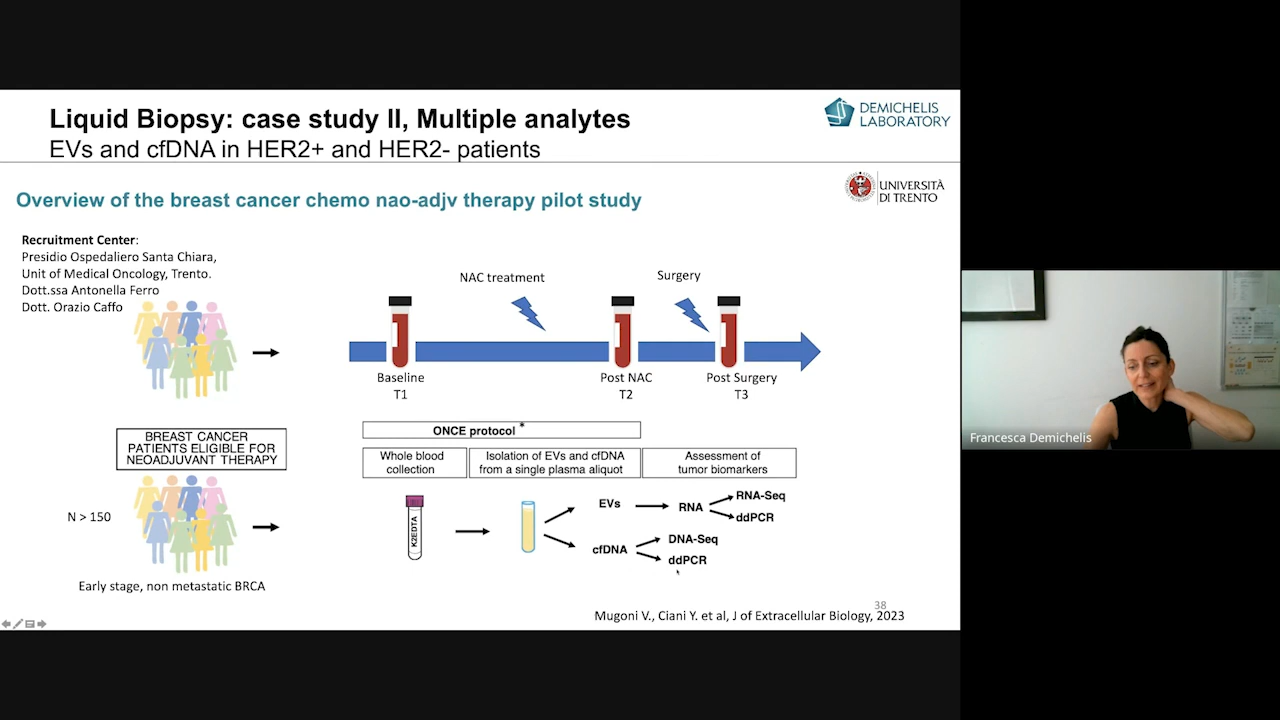 Liquid Biopsy: case study II, Multiple analytes
EVs and cfDNA in HER2+ and HER2- patients
DEMICHELIS
LABORATORY
UNIVERSITÀ
DI TRENTO
Overview of the breast cancer chemo nao-adjv therapy pilot study
Recruitment Center:
Presidio Ospedaliero Santa Chiara,
Unit of Medical Oncology, Trento.
Dott.ssa Antonella Ferro
Dott. Orazio Caffo
NAC treatment
Surgery
Baseline
T1
Post NAC
T2
Post Surgery
T3
BREAST CANCER
PATIENTS ELIGIBLE FOR
NEOADJUVANT THERAPY
N > 150
Early stage, non metastatic BRCA
ONCE protocol *
Whole blood
collection
Isolation of EVs and cfDNA
from a single plasma aliquot
Assessment of
tumor biomarkers
K2EDTA
EVs
RNA
RNA-Seq
ddPCR
cfDNA
DNA-Seq
ddPCR
38
Mugoni V., Ciani Y. et al, J of Extracellular Biology, 2023
Francesca Demichelis